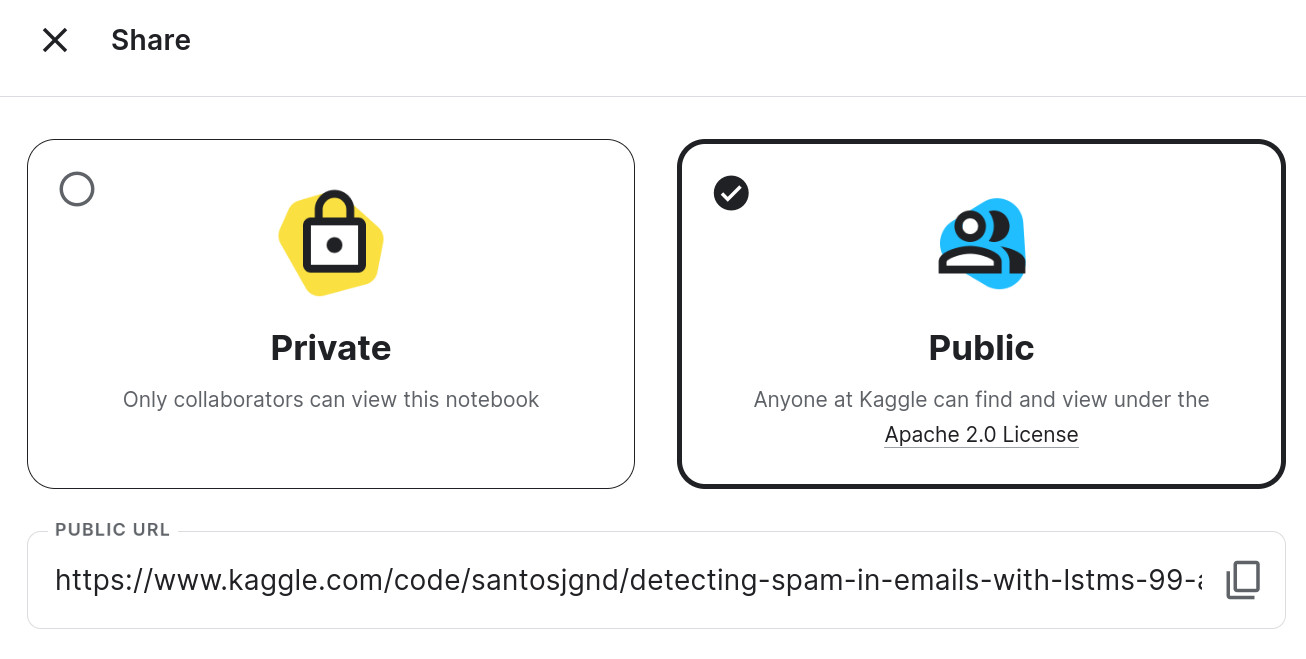 Share
Private
Only collaborators can view this notebook
Public
Anyone at Kaggle can find and view under the
Apache 2.0 License
PUBLIC URL
https://www.kaggle.com/code/santosjgnd/detecting-spam-in-emails-with-lstms-99-